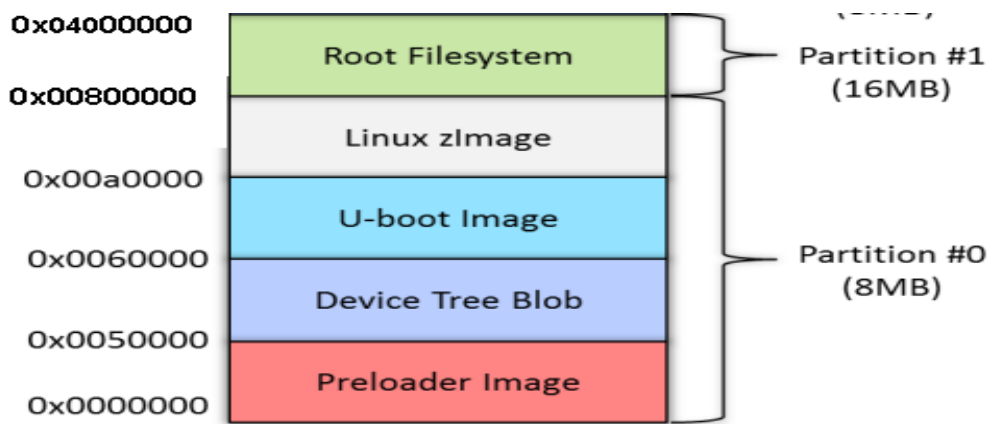 0x04000000
Root Filesystem
Partition #1
(16MB)
0x00800000
Linux zImage
0x00a0000
U-boot Image
0x0060000
Partition #0
(8MB)
Device Tree Blob
0x0050000
Preloader Image
0x0000000